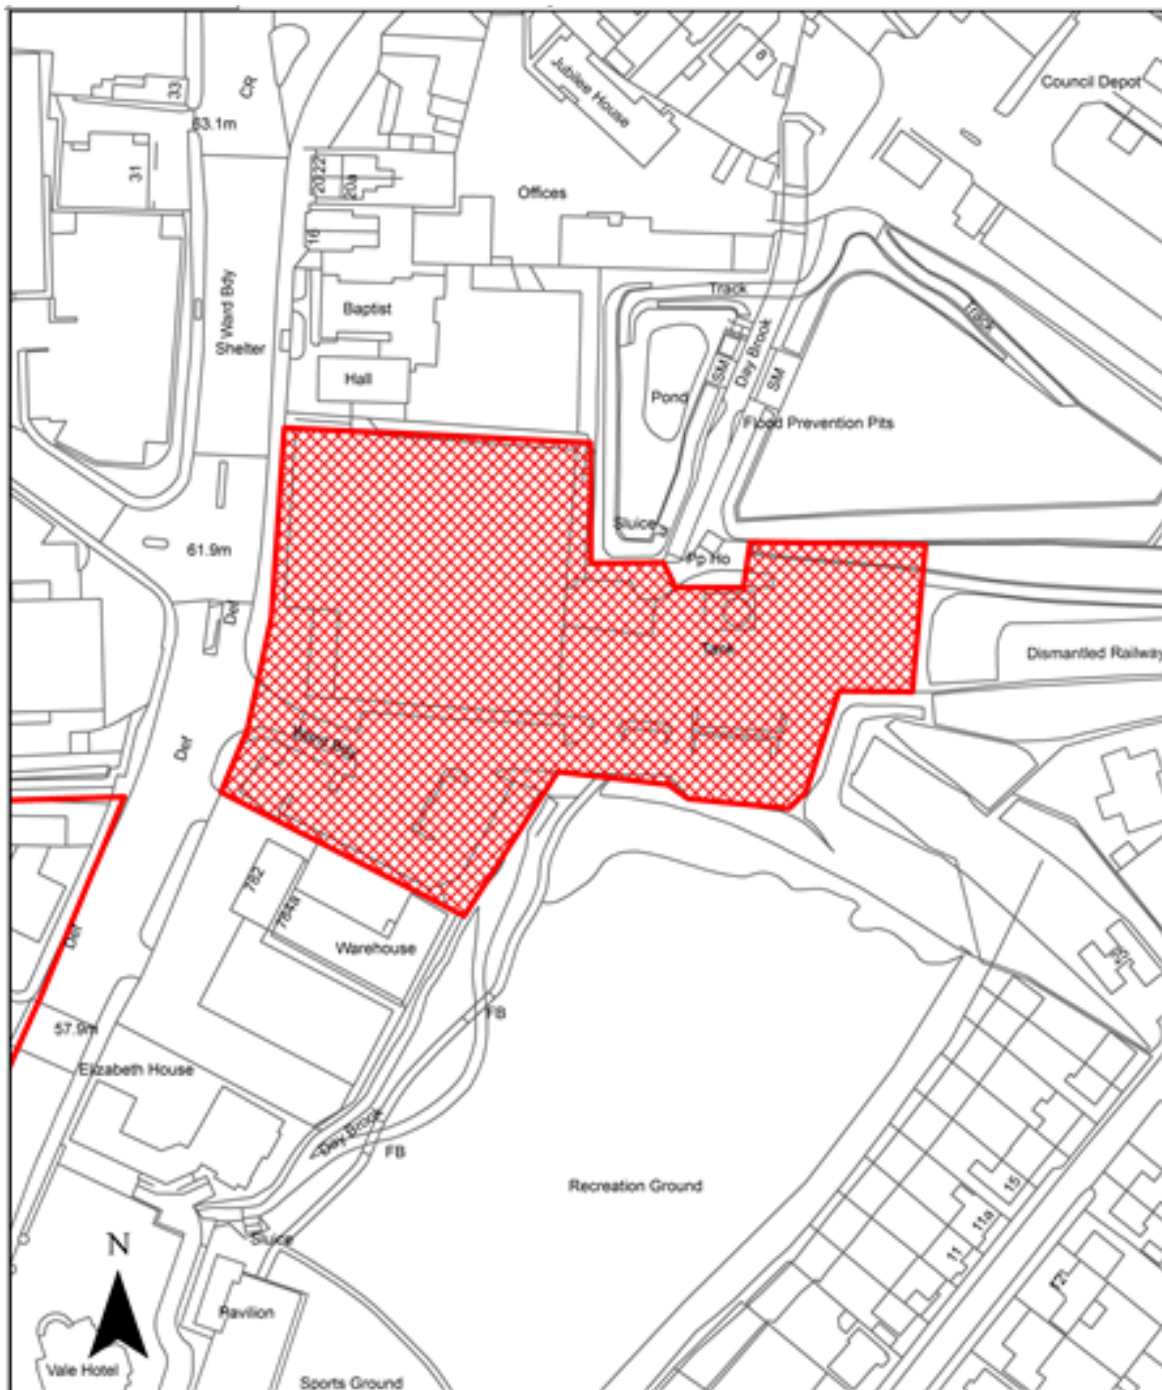 CR
33
63.1m
31
Jubilee House
8
Council Depot
20
22
20a
Offices
16
Ward Bdy
Shelter
Baptist
Hall
Track
Track
Pond
SM
Day Brook
SM
Flood Prevention Pits
Sluice
Pp Ho
61.9m
Def
Tank
Dismantled Railway
Def
Ward Bdy
782
784a
Warehouse
Def
57.9m
Elizabeth House
FB
Day Brook
FB
Recreation Ground
15
11a
11
N
Sluice
Pavilion
Vale Hotel
Sports Ground